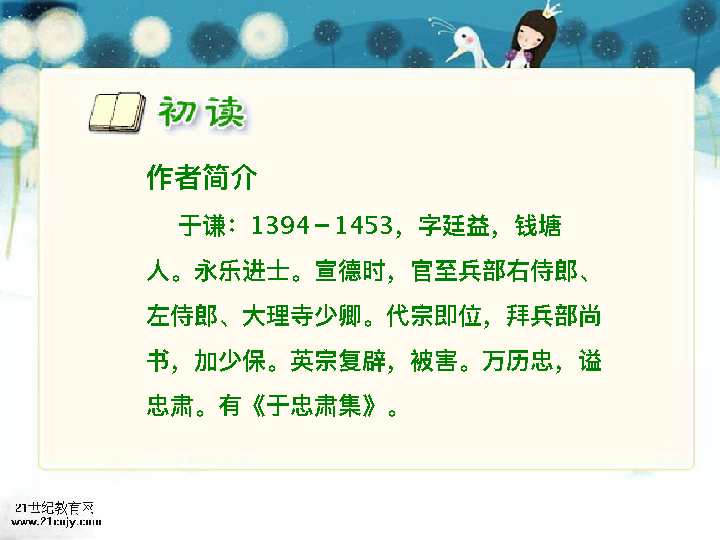 初读
作者简介
于谦：1394－1453，字廷益，钱塘
人。永乐进士。宣德时，官至兵部右侍郎、
左侍郎、大理寺少卿。代宗即位，拜兵部尚
书，加少保。英宗复辟，被害。万历忠，谥
忠肃。有《于忠肃集》。
21世纪教育网
www.21cnjy.com